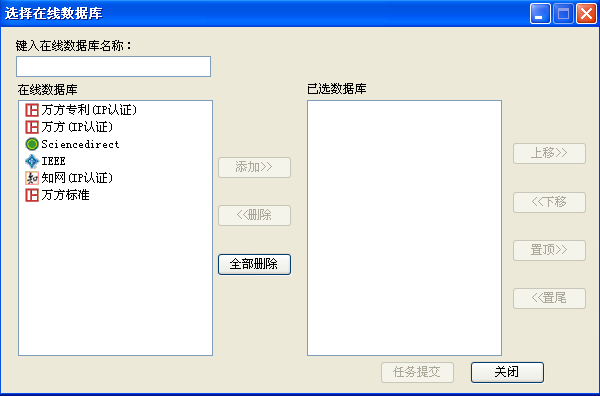 选择在线数据库
键入在线数据库名称：
在线数据库
已选数据库
万方专利(IP认证)
万方(IP认证)
Sciencedirect
IEEE
知网(IP认证)
万方标准
添加>>
<<删除
全部删除
上移>>
<<下移
置顶>>
<<置尾
任务提交
关闭